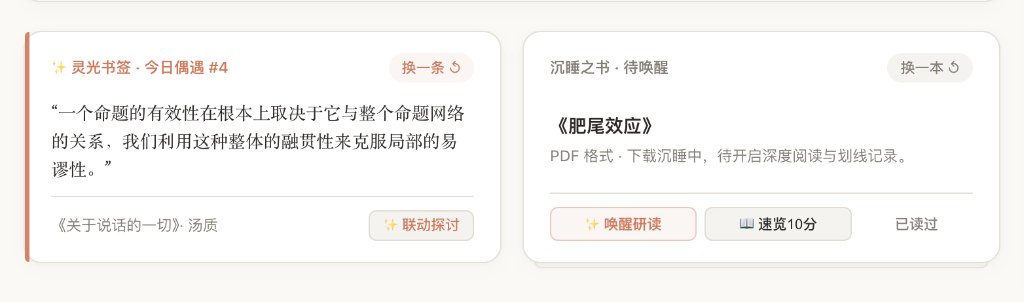 ✨ 灵光书签 · 今日偶遇 #4
换一条 ↺
“一个命题的有效性在根本上取决于它与整个命题网络
的关系，我们利用这种整体的融贯性来克服局部的易
谬性。”
《关于说话的一切》· 汤质
✨ 联动探讨
沉睡之书 · 待唤醒
换一本 ↺
《肥尾效应》
PDF 格式 · 下载沉睡中，待开启深度阅读与划线记录。
✨ 唤醒研读
📖 速览10分
已读过